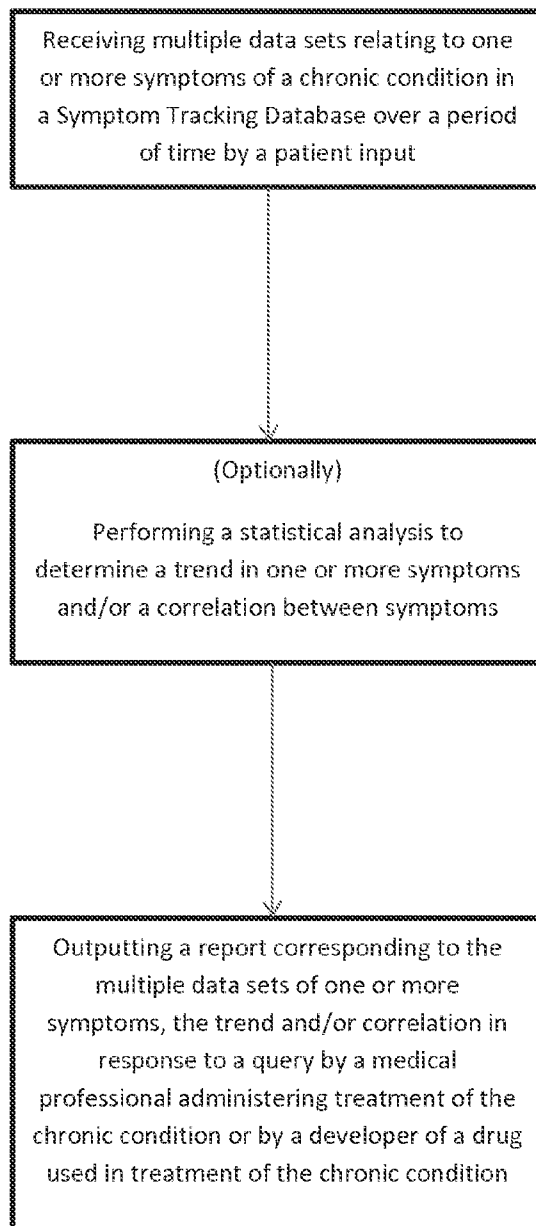 Receiving multiple data sets relating to one
or more symptoms of a chronic condition in
a Symptom Tracking Database over a period
of time by a patient input
(Optionally)
Performing a statistical analysis to
determine a trend in one or more symptoms
and/or a correlation between symptoms
Outputting a report corresponding to the
multiple data sets of one or more
symptoms, the trend and/or correlation in
response to a query by a medical
professional administering treatment of the
chronic condition or by a developer of a drug
used in treatment of the chronic condition